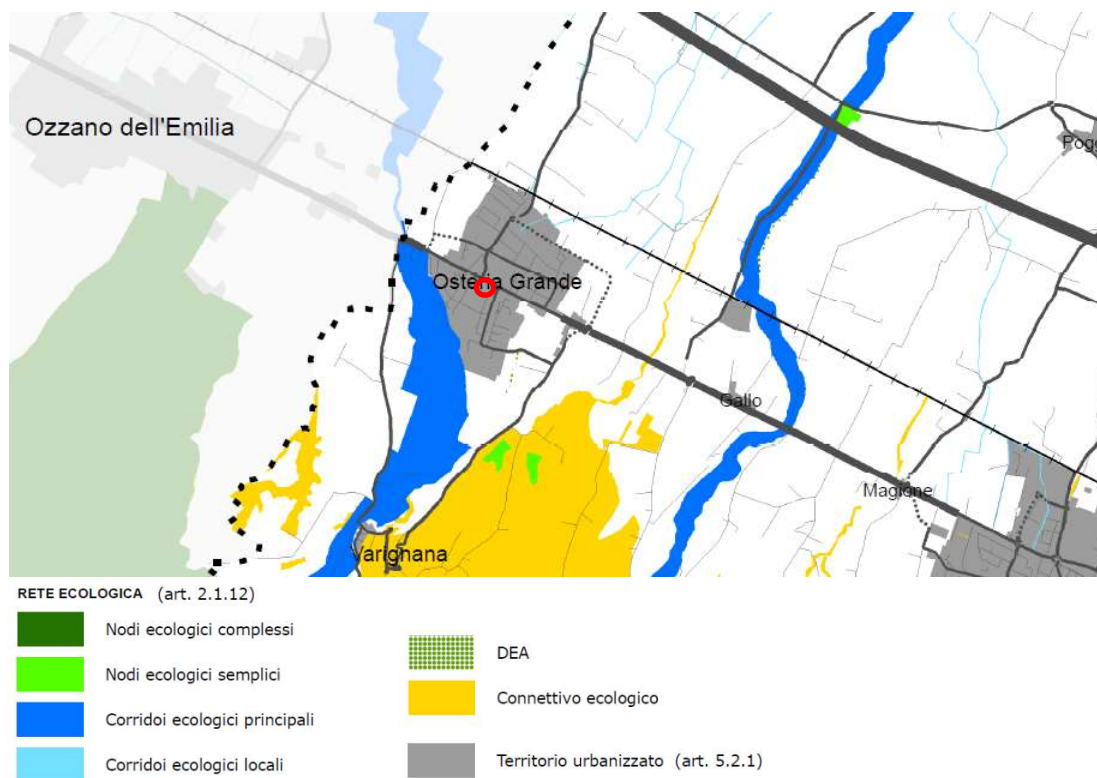 Ozzano dell'Emilia
Osteria Grande
Gallo
Magione
Varignana
RETE ECOLOGICA (art. 2.1.12)
Nodi ecologici complessi
Nodi ecologici semplici
Corridoi ecologici principali
Corridoi ecologici locali
DEA
Connettivo ecologico
Territorio urbanizzato (art. 5.2.1)